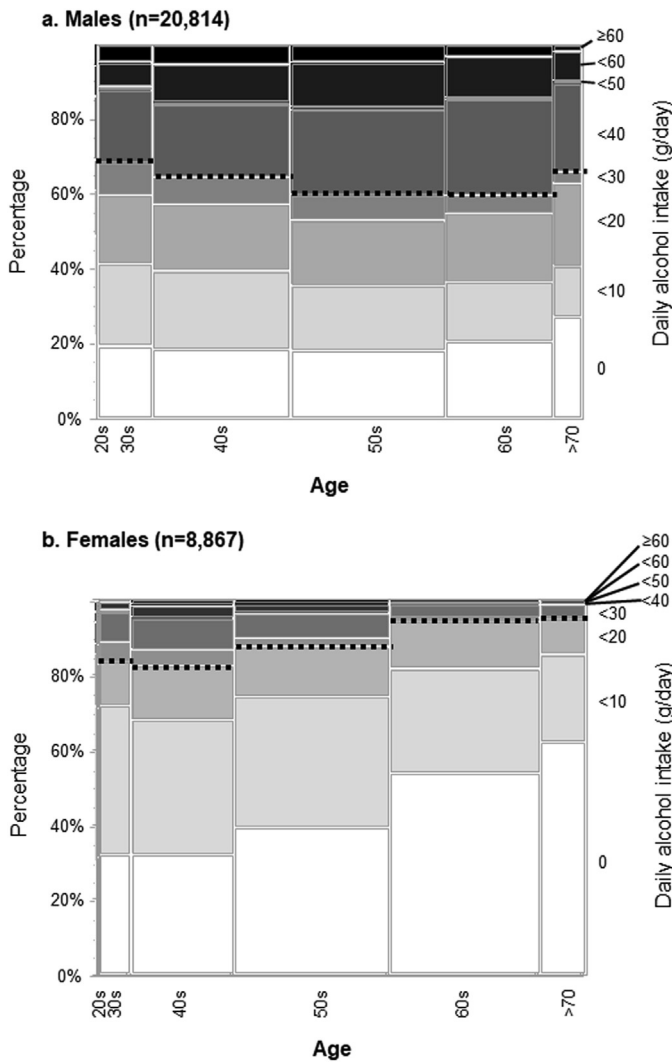 a. Males (n=20,814)
≥60
<60
<50
80%
<40
60%
<30
<20
40%
<10
20%
0
0%
Percentage
Daily alcohol intake (g/day)
20s
30s
40s
50s
60s
>70
Age
b. Females (n=8,867)
≥60
<60
<50
<40
<30
<20
80%
<10
60%
40%
0
20%
0%
Percentage
Daily alcohol intake (g/day)
20s
30s
40s
50s
60s
>70
Age